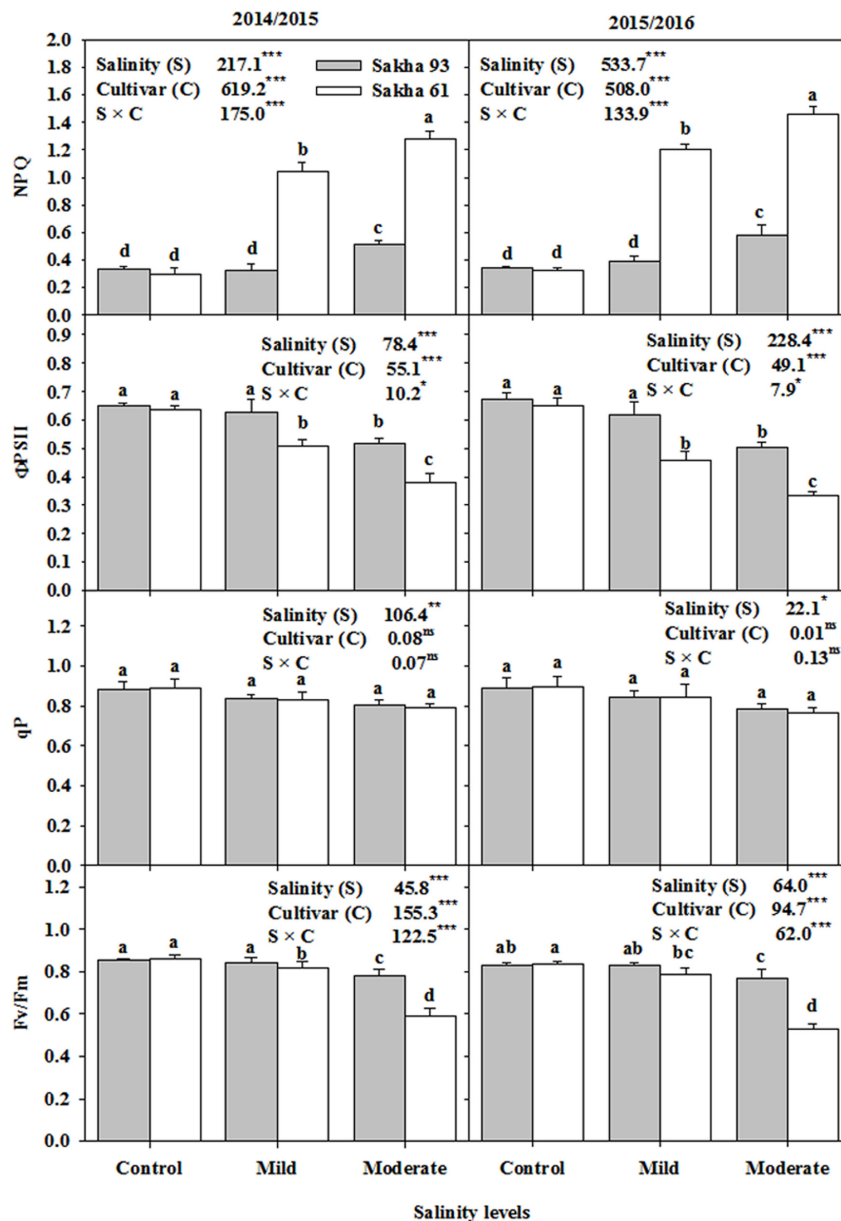 2014/2015 2015/2016
NPQ
2.0
1.8
1.6
1.4
1.2
1.0
0.8
0.6
0.4
0.2
0.0
Salinity (S) 217.1***
Cultivar (C) 619.2***
S × C 175.0***
Sakha 93
Sakha 61
d d d b c a
Salinity (S) 533.7***
Cultivar (C) 508.0***
S × C 133.9***
d d d b c a
ΦPSII
0.9
0.8
0.7
0.6
0.5
0.4
0.3
0.2
0.1
0.0
Salinity (S) 78.4***
Cultivar (C) 55.1***
S × C 10.2*
a a a b b c
Salinity (S) 228.4***
Cultivar (C) 49.1***
S × C 7.9*
a a a b b c
qP
1.2
1.0
0.8
0.6
0.4
0.2
0.0
Salinity (S) 106.4**
Cultivar (C) 0.08ns
S × C 0.07ns
a a a a a a
Salinity (S) 22.1*
Cultivar (C) 0.01ns
S × C 0.13ns
a a a a a a
Fv/Fm
1.2
1.0
0.8
0.6
0.4
0.2
0.0
Salinity (S) 45.8***
Cultivar (C) 155.3***
S × C 122.5***
a a a b c d
Salinity (S) 64.0***
Cultivar (C) 94.7***
S × C 62.0***
ab a ab bc c d
Control Mild Moderate Control Mild Moderate
Salinity levels